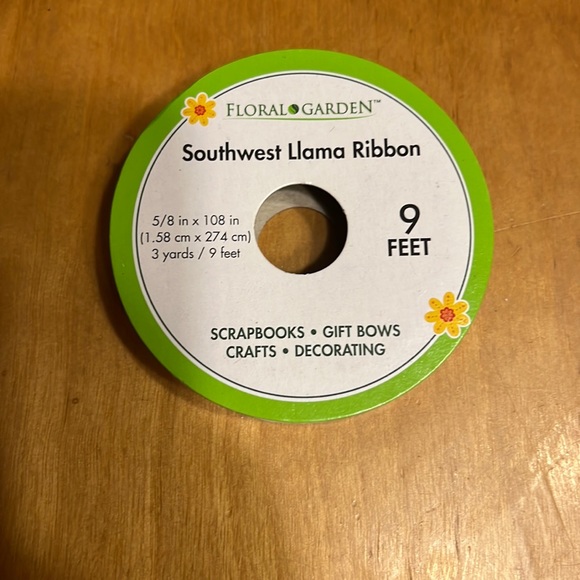 FLORAL GARDEN™
Southwest Llama Ribbon
5/8 in x 108 in
(1.58 cm x 274 cm)
3 yards / 9 feet
9
FEET
SCRAPBOOKS • GIFT BOWS
CRAFTS • DECORATING